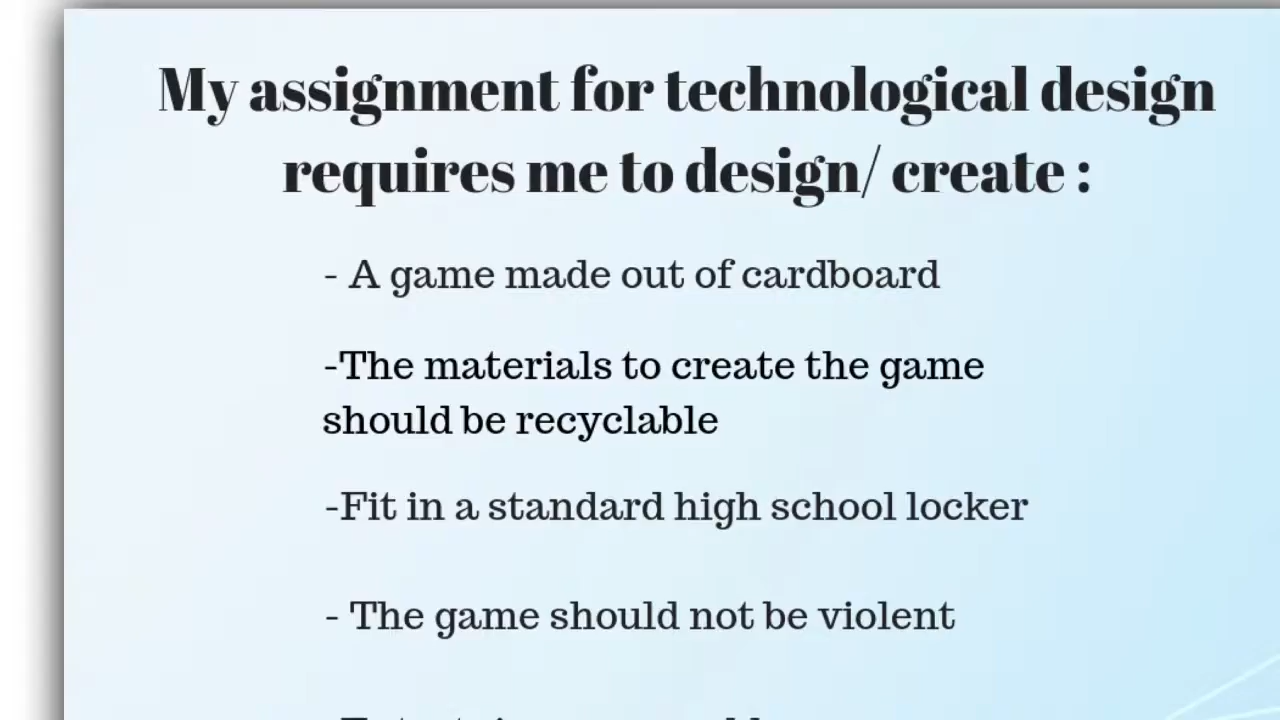 My assignment for technological design
requires me to design/ create :
- A game made out of cardboard
-The materials to create the game
should be recyclable
-Fit in a standard high school locker
- The game should not be violent